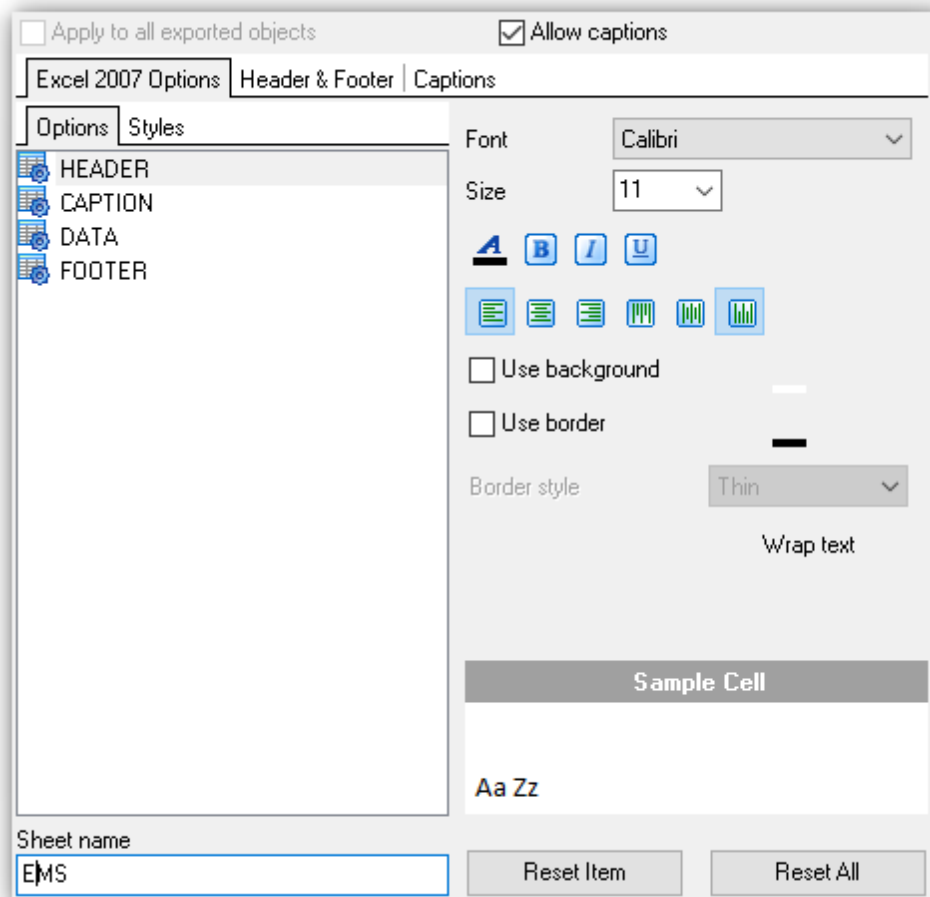 Apply to all exported objects
Allow captions
Excel 2007 Options
Header & Footer
Captions
Options
Styles
HEADER
CAPTION
DATA
FOOTER
Font
Calibri
Size
11
A
B
I
U
Use background
Use border
Border style
Thin
Wrap text
Sample Cell
Aa Zz
Sheet name
EMS
Reset Item
Reset All